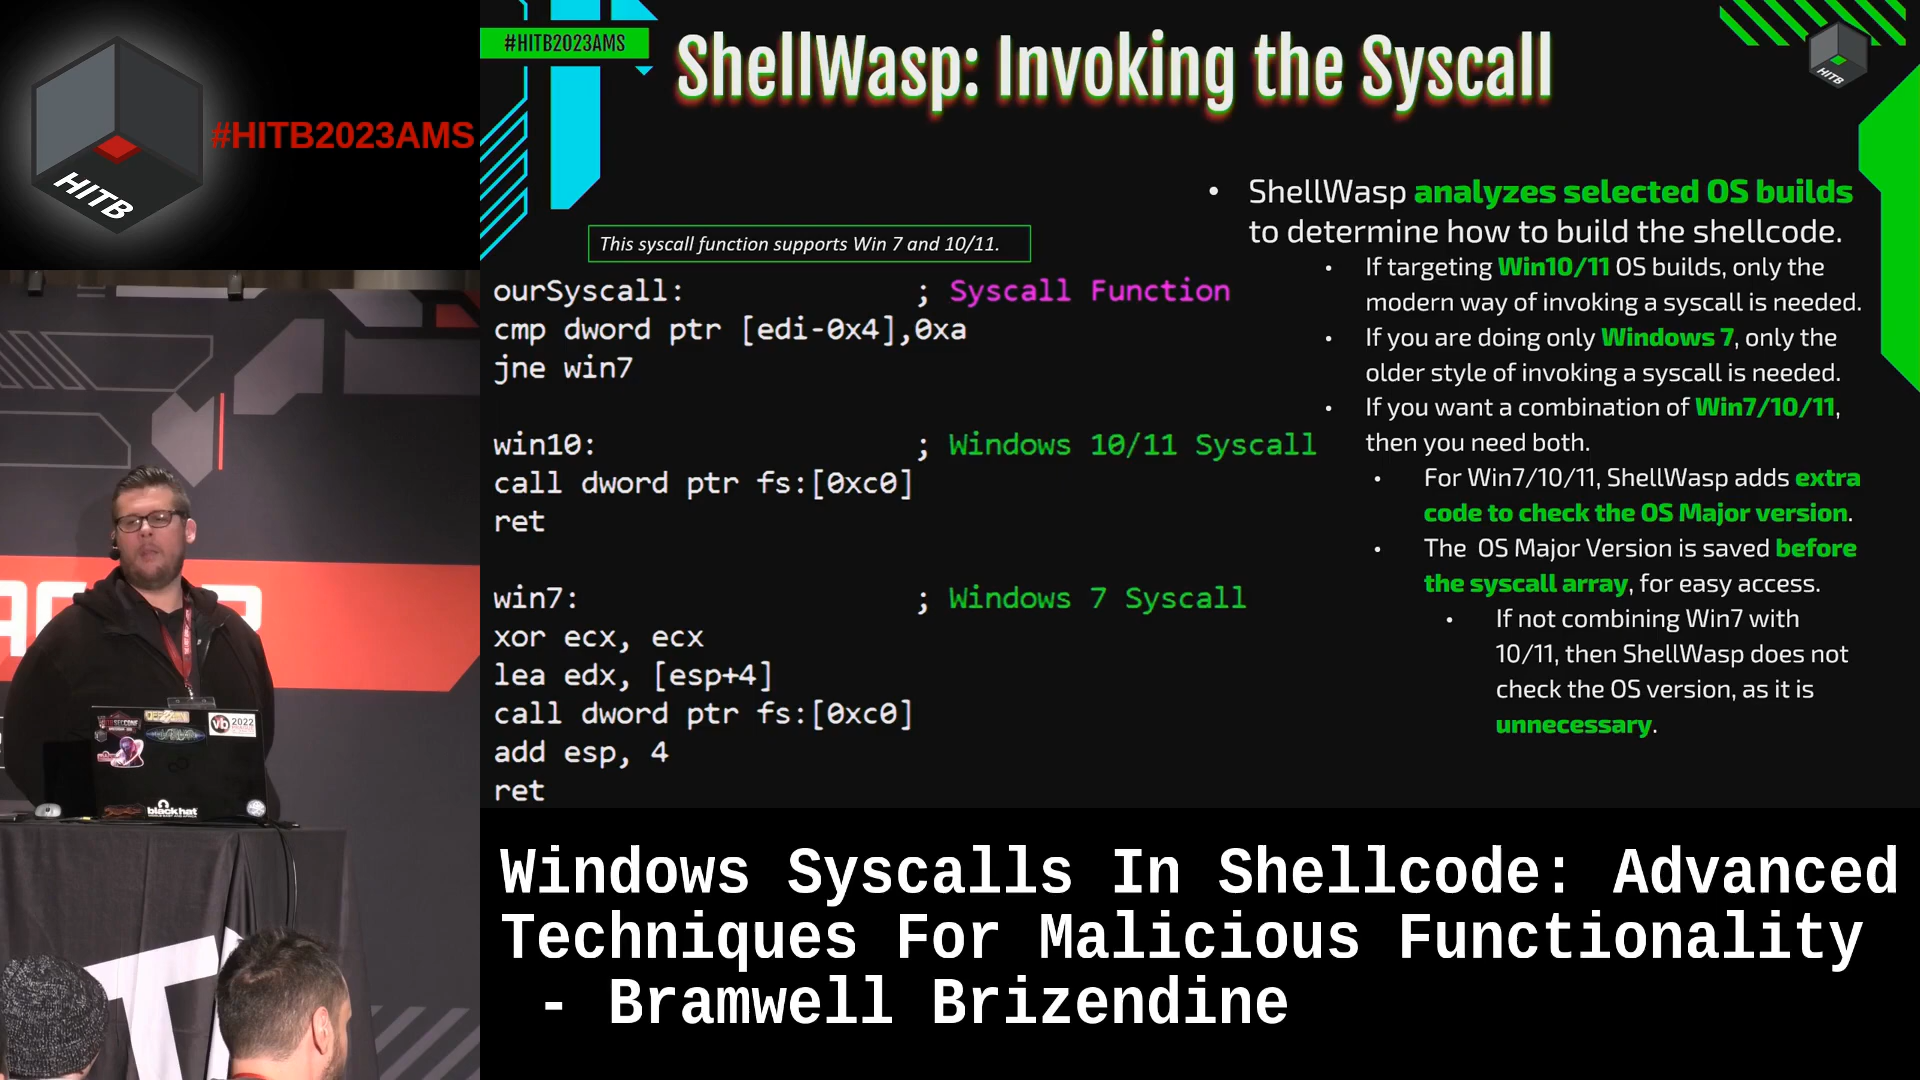 HITB
#HITB2023AMS
#HITB2023AMS
ShellWasp: Invoking the Syscall
HITB
This syscall function supports Win 7 and 10/11.
ourSyscall: ; Syscall Function
cmp dword ptr [edi-0x4],0xa
jne win7
win10: ; Windows 10/11 Syscall
call dword ptr fs:[0xc0]
ret
win7: ; Windows 7 Syscall
xor ecx, ecx
lea edx, [esp+4]
call dword ptr fs:[0xc0]
add esp, 4
ret
• ShellWasp analyzes selected OS builds
to determine how to build the shellcode.
• If targeting Win10/11 OS builds, only the
modern way of invoking a syscall is needed.
• If you are doing only Windows 7, only the
older style of invoking a syscall is needed.
• If you want a combination of Win7/10/11,
then you need both.
• For Win7/10/11, ShellWasp adds extra
code to check the OS Major version.
• The OS Major Version is saved before
the syscall array, for easy access.
• If not combining Win7 with
10/11, then ShellWasp does not
check the OS version, as it is
unnecessary.
vb 2022
black hat
Windows Syscalls In Shellcode: Advanced
Techniques For Malicious Functionality
- Bramwell Brizendine